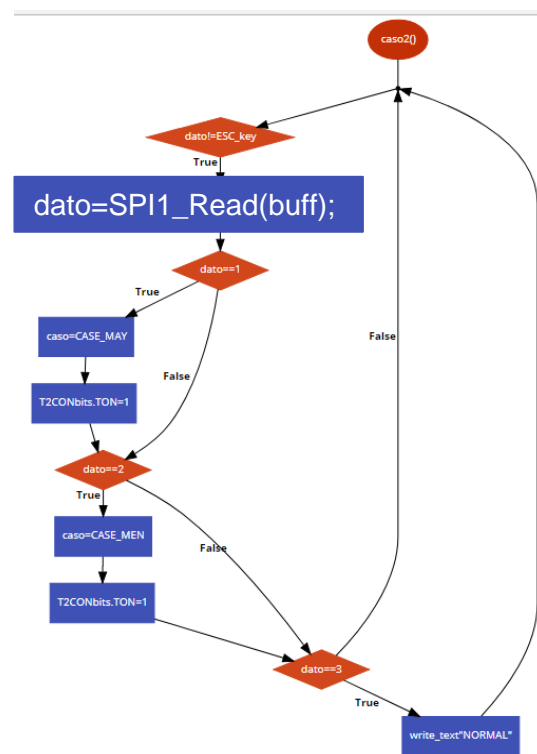 caso2()
dato!=ESC_key
True
dato=SPI1_Read(buff);
dato==1
True
caso=CASE_MAY
False
False
T2CONbits.TON=1
dato==2
True
caso=CASE_MEN
False
T2CONbits.TON=1
dato==3
True
write_text"NORMAL"